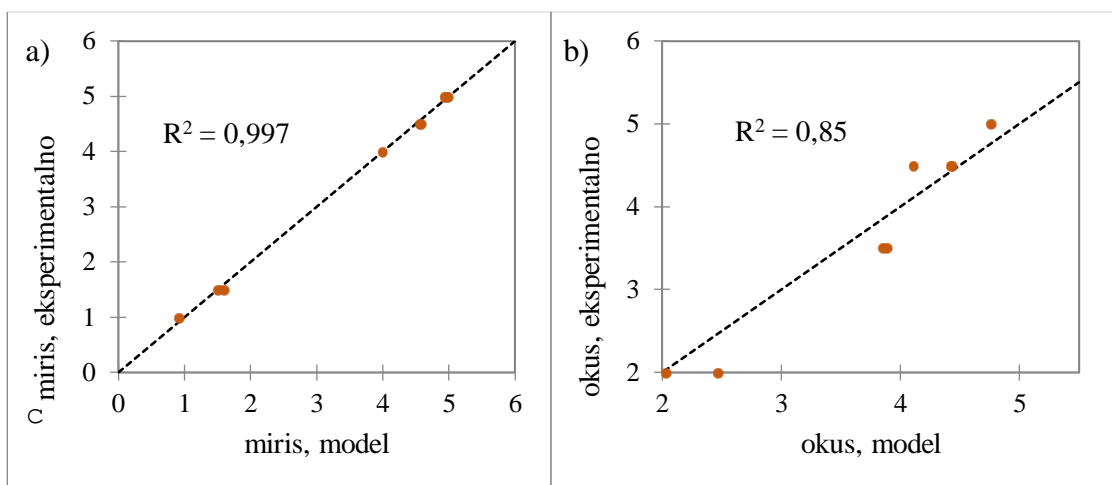 a)
R² = 0,997
6
5
4
3
2
1
0
0 1 2 3 4 5 6
miris, eksperimentalno
miris, model
b)
R² = 0,85
6
5
4
3
2
2 3 4 5
okus, eksperimentalno
okus, model